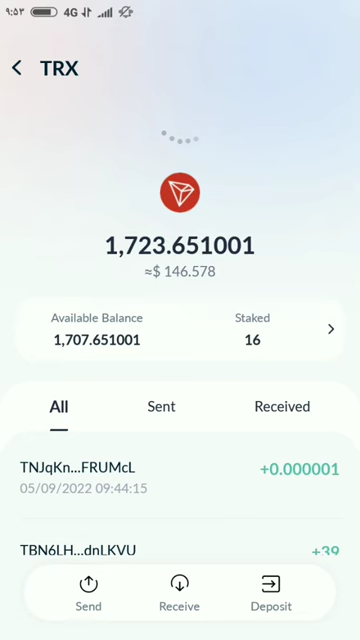 ۹:۵۳ 4G
TRX
1,723.651001
≈$ 146.578
Available Balance Staked
1,707.651001 16
All Sent Received
TNJqKn...FRUMcL +0.000001
05/09/2022 09:44:15
TBN6LH...dnLKVU +39
Send Receive Deposit